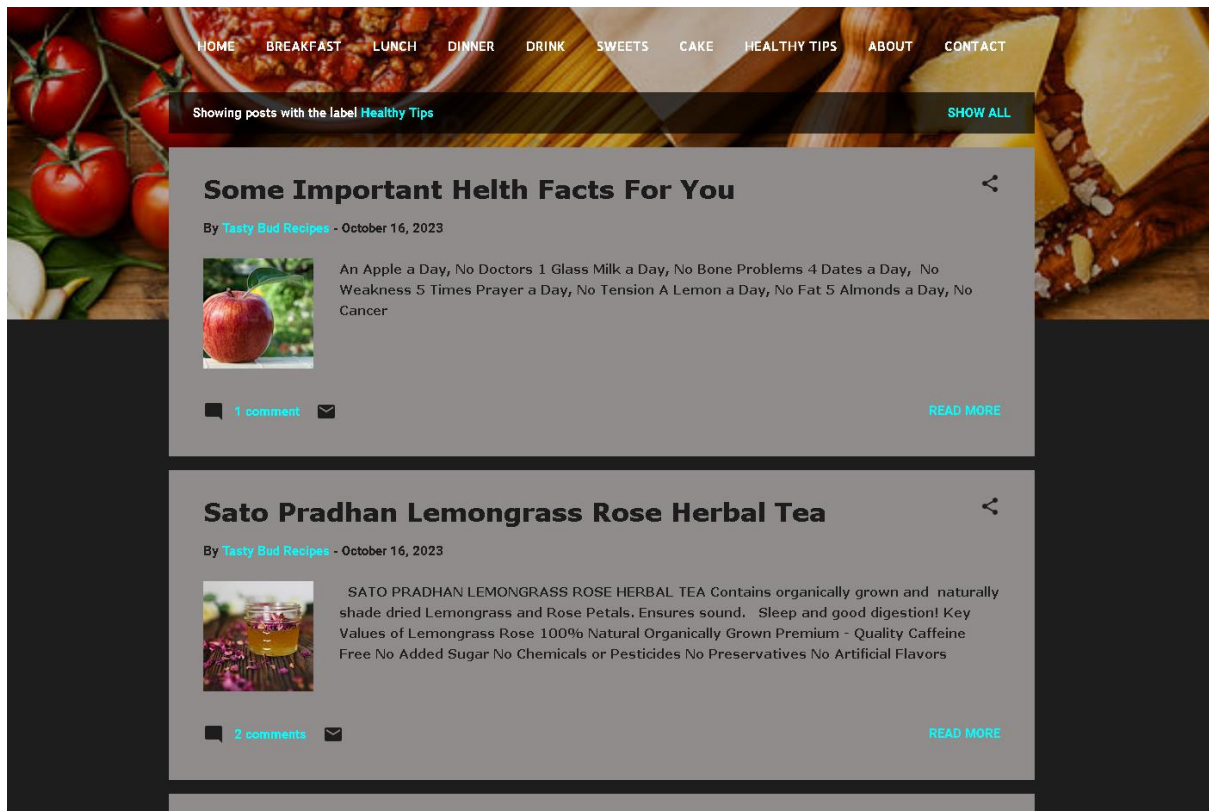 HOME BREAKFAST LUNCH DINNER DRINK SWEETS CAKE HEALTHY TIPS ABOUT CONTACT
Showing posts with the label Healthy Tips SHOW ALL
Some Important Helth Facts For You
By Tasty Bud Recipes - October 16, 2023
An Apple a Day, No Doctors 1 Glass Milk a Day, No Bone Problems 4 Dates a Day, No
Weakness 5 Times Prayer a Day, No Tension A Lemon a Day, No Fat 5 Almonds a Day, No
Cancer
1 comment READ MORE
Sato Pradhan Lemongrass Rose Herbal Tea
By Tasty Bud Recipes - October 16, 2023
SATO PRADHAN LEMONGRASS ROSE HERBAL TEA Contains organically grown and naturally
shade dried Lemongrass and Rose Petals. Ensures sound. Sleep and good digestion! Key
Values of Lemongrass Rose 100% Natural Organically Grown Premium - Quality Caffeine
Free No Added Sugar No Chemicals or Pesticides No Preservatives No Artificial Flavors
2 comments READ MORE